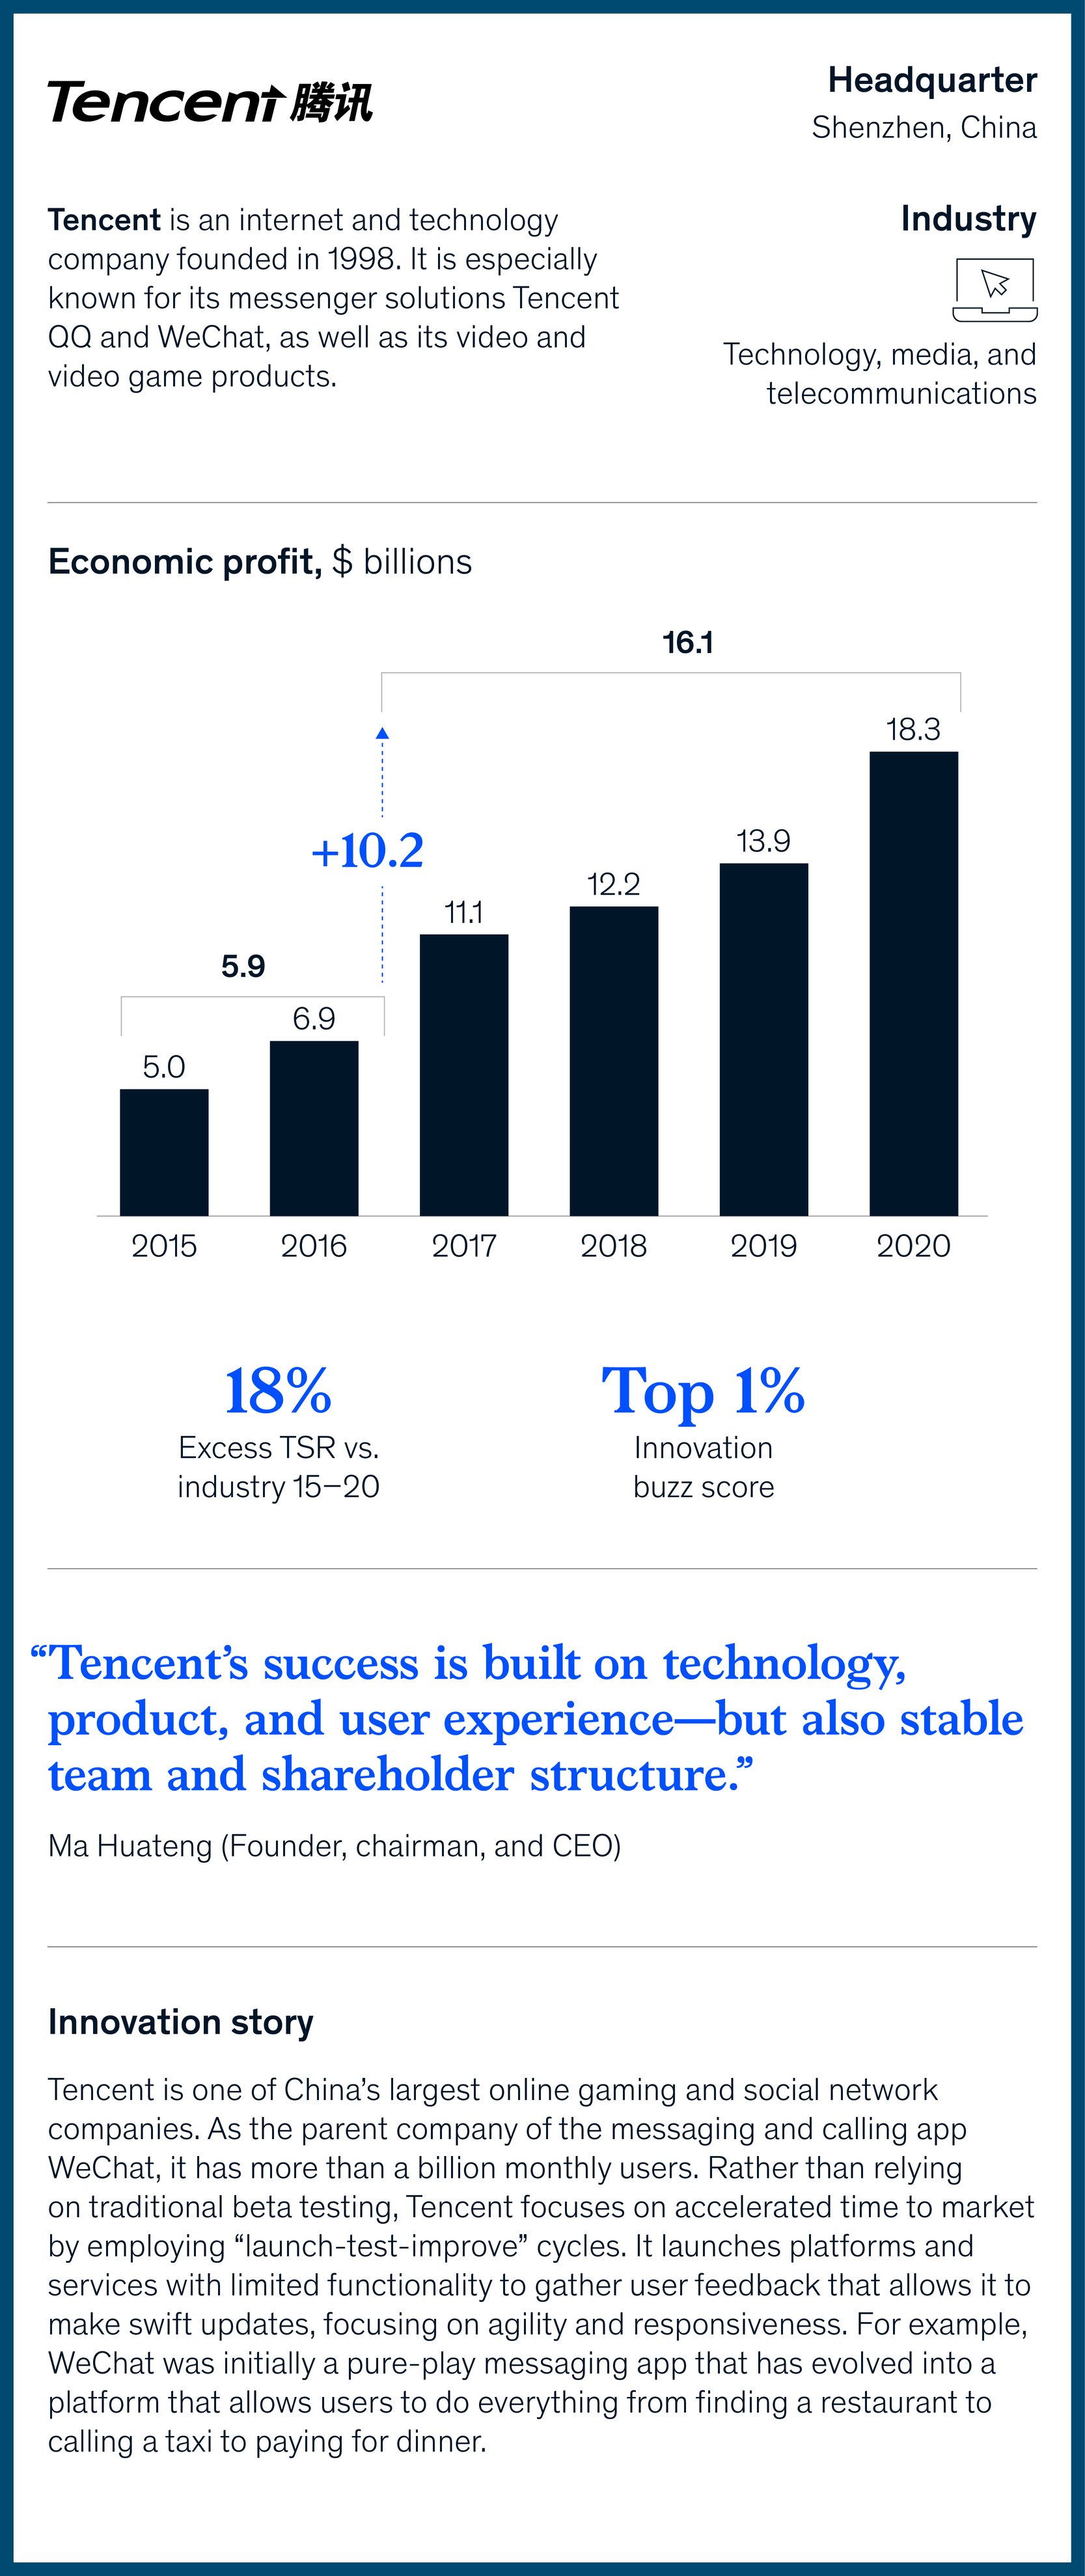 Tencent 腾讯
Headquarter
Shenzhen, China
Tencent is an internet and technology
company founded in 1998. It is especially
known for its messenger solutions Tencent
QQ and WeChat, as well as its video and
video game products.
Industry
Technology, media, and
telecommunications
Economic profit, $ billions
16.1
18.3
+10.2
13.9
12.2
11.1
5.9
6.9
5.0
2015 2016 2017 2018 2019 2020
18%
Excess TSR vs.
industry 15–20
Top 1%
Innovation
buzz score
“Tencent’s success is built on technology,
product, and user experience—but also stable
team and shareholder structure.”
Ma Huateng (Founder, chairman, and CEO)
Innovation story
Tencent is one of China’s largest online gaming and social network
companies. As the parent company of the messaging and calling app
WeChat, it has more than a billion monthly users. Rather than relying
on traditional beta testing, Tencent focuses on accelerated time to market
by employing “launch-test-improve” cycles. It launches platforms and
services with limited functionality to gather user feedback that allows it to
make swift updates, focusing on agility and responsiveness. For example,
WeChat was initially a pure-play messaging app that has evolved into a
platform that allows users to do everything from finding a restaurant to
calling a taxi to paying for dinner.